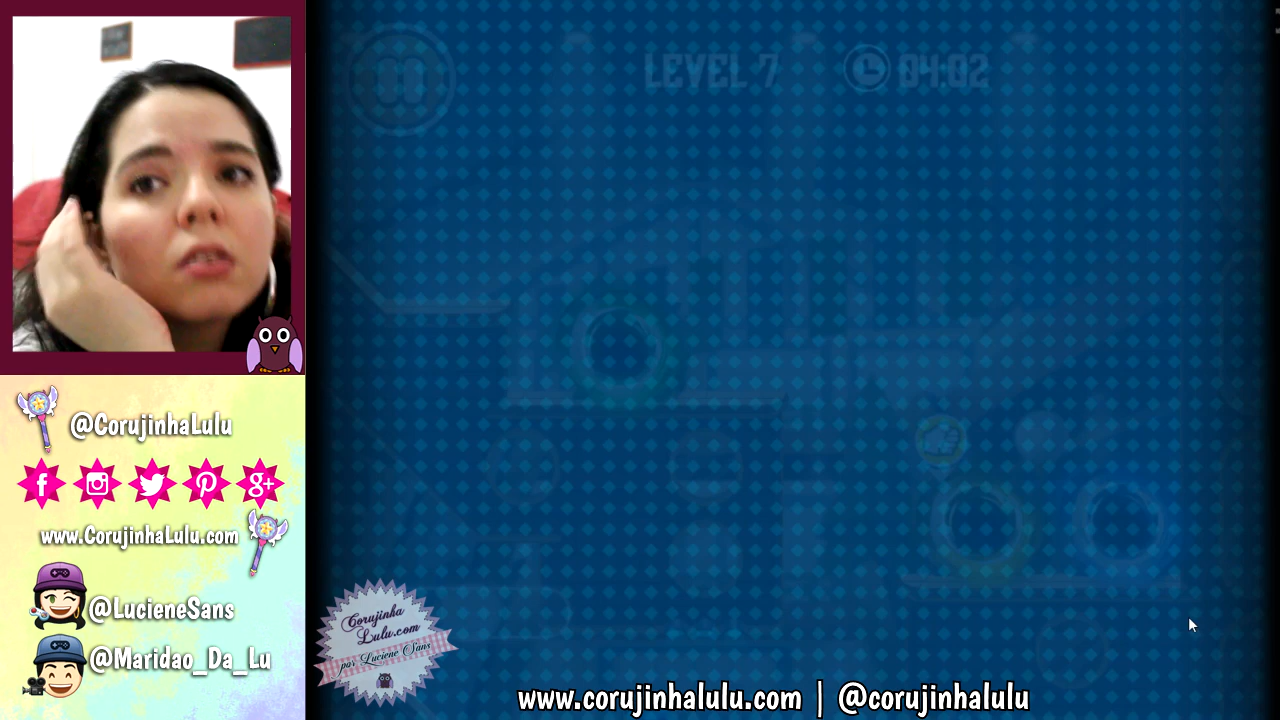 LEVEL 7
04:02
@CorujinhaLulu
www.CorujinhaLulu.com
@LucieneSans
@Maridao_Da_Lu
Corujinha
Lulu.com
por Luciene Sans
www.corujinhalulu.com | @corujinhalulu